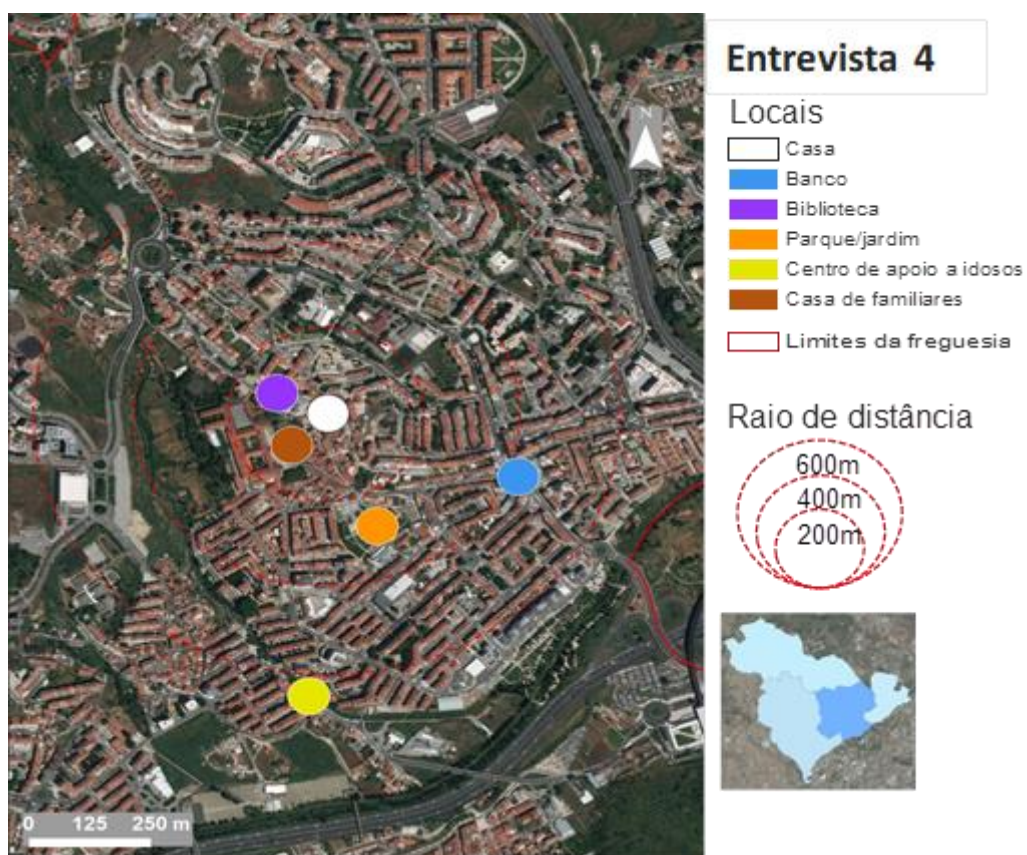 Entrevista 4
Locais
Casa
Banco
Biblioteca
Parque/jardim
Centro de apoio a idosos
Casa de familiares
Limites da freguesia
Raio de distância
600m
400m
200m
N
0 125 250 m